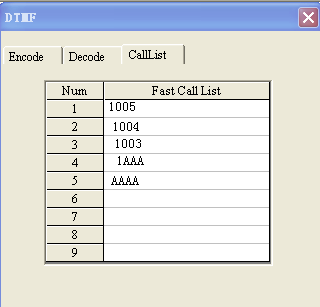 DTMF
Encode Decode CallList
Num Fast Call List
1 1005
2 1004
3 1003
4 1AAA
5 AAAA
6
7
8
9